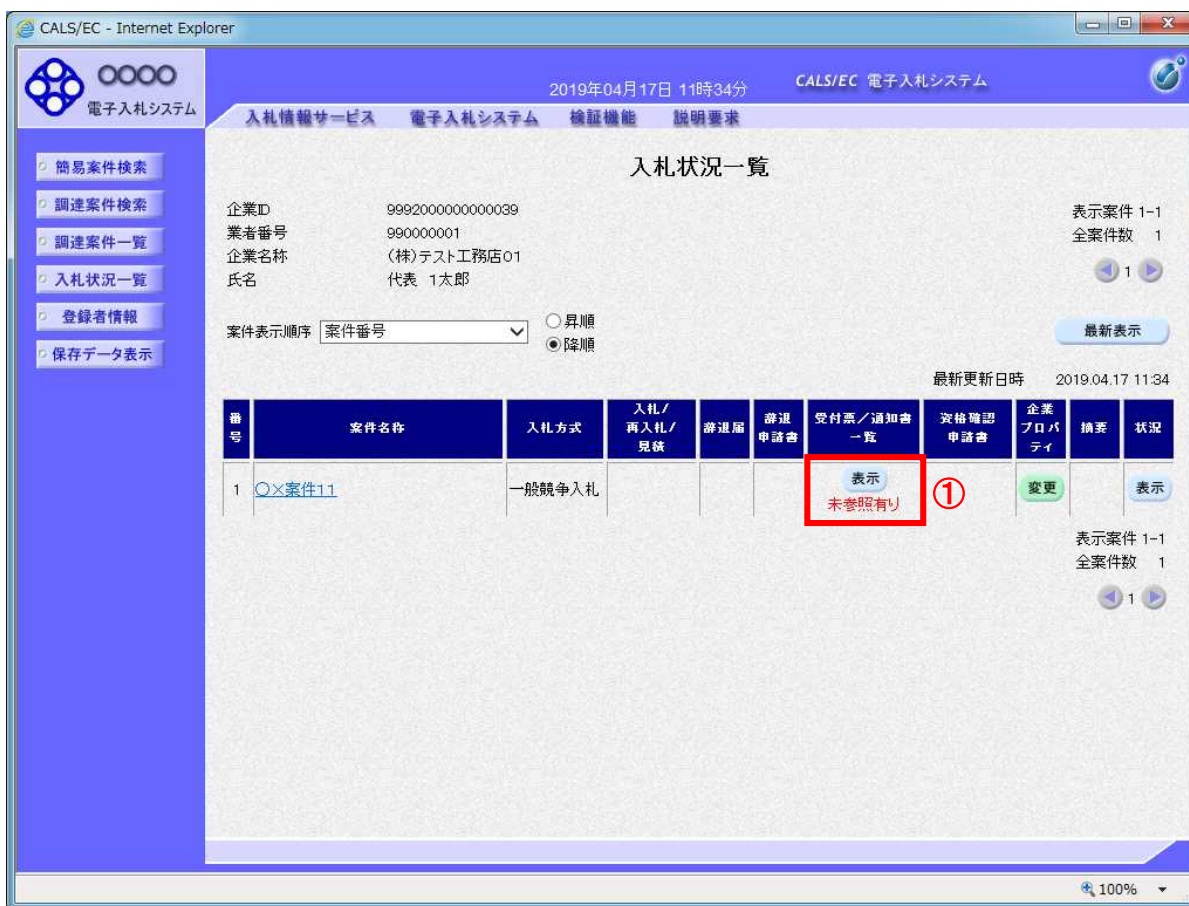 CALS/EC - Internet Explorer
〇〇〇〇
電子入札システム
2019年04月17日 11時34分
CALS/EC 電子入札システム
入札情報サービス
電子入札システム
検証機能
説明要求
簡易案件検索
調達案件検索
調達案件一覧
入札状況一覧
登録者情報
保存データ表示
入札状況一覧
企業ID 9992000000000039
業者番号 990000001
企業名称 (株)テスト工務店01
氏名 代表 1太郎
表示案件 1-1
全案件数 1
1
案件表示順序 案件番号
昇順
降順
最新表示
最新更新日時 2019.04.17 11:34
番号
案件名称
入札方式
入札/
再入札/
見積
辞退届
辞退
申請書
受付票/通知書
一覧
資格確認
申請書
企業
プロパ
ティ
摘要
状況
1 〇×案件11 一般競争入札 表示 変更 表示
未参照有り
①
表示案件 1-1
全案件数 1
1
100%